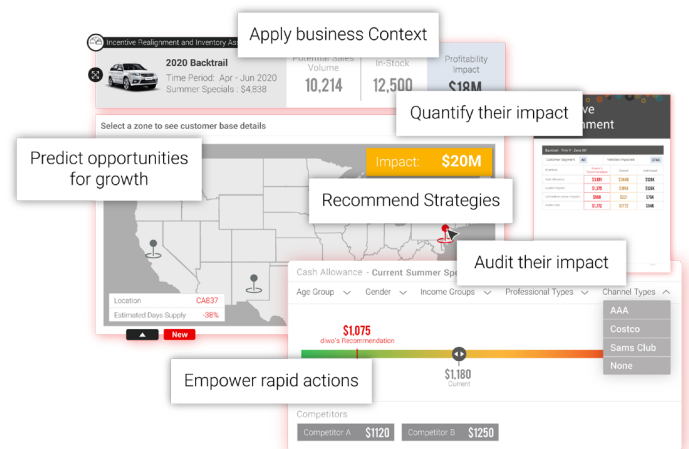 Apply business Context
Incentive Realignment and Inventory Ass
2020 Backtrail
Time Period: Apr - Jun 2020
Summer Specials : $4,838
Potential Sales
Volume
10,214
In-Stock
12,500
Profitability
Impact
$18M
Quantify their impact
Select a zone to see customer base details
Predict opportunities
for growth
Impact: $20M
Recommend Strategies
Audit their impact
Location CA837
Estimated Days Supply -38%
New
Cash Allowance - Current Summer Spe
Age Group
Gender
Income Groups
Professional Types
Channel Types
AAA
Costco
Sams Club
None
$1,075
diwo's Recommendation
$1,180
Current
Empower rapid actions
Competitors
Competitor A $1120
Competitor B $1250